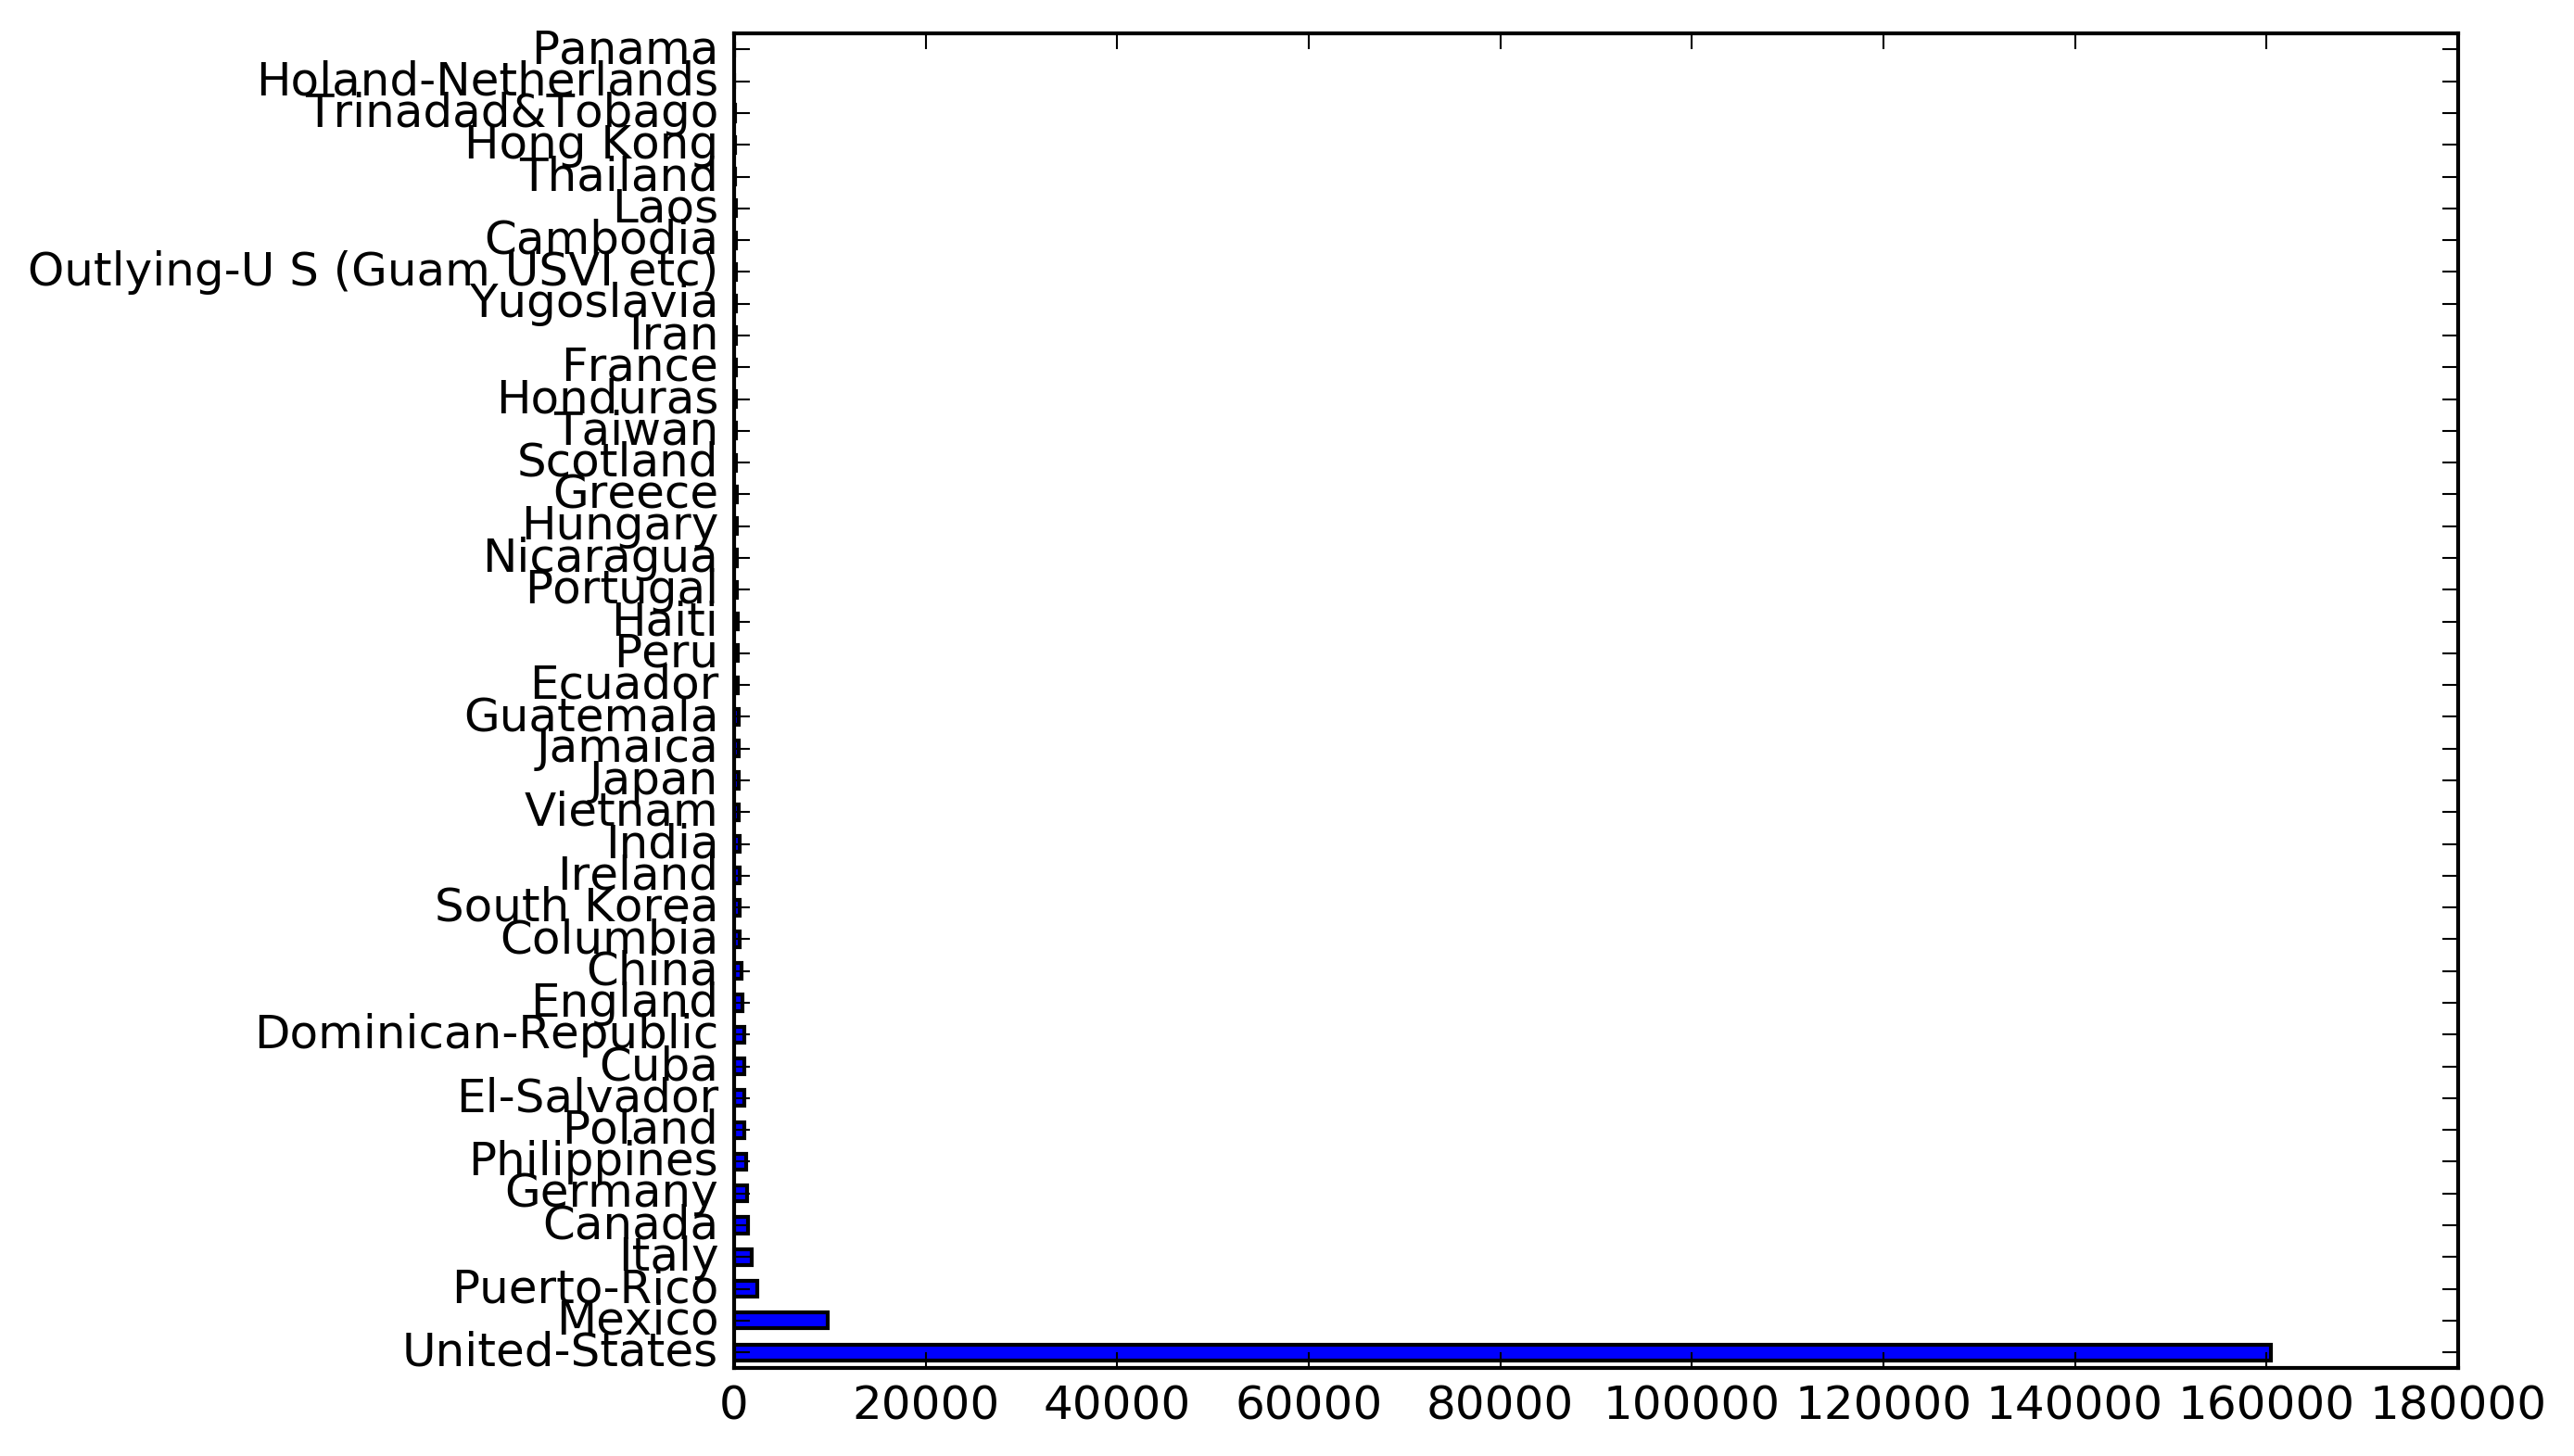 Panama
Holand-Netherlands
Trinadad&Tobago
Hong Kong
Thailand
Laos
Cambodia
Outlying-U S (Guam USVI etc)
Yugoslavia
Iran
France
Honduras
Taiwan
Scotland
Greece
Hungary
Nicaragua
Portugal
Haiti
Peru
Ecuador
Guatemala
Jamaica
Japan
Vietnam
India
Ireland
South Korea
Columbia
China
England
Dominican-Republic
Cuba
El-Salvador
Poland
Philippines
Germany
Canada
Italy
Puerto-Rico
Mexico
United-States
0 20000 40000 60000 80000 100000 120000 140000 160000 180000